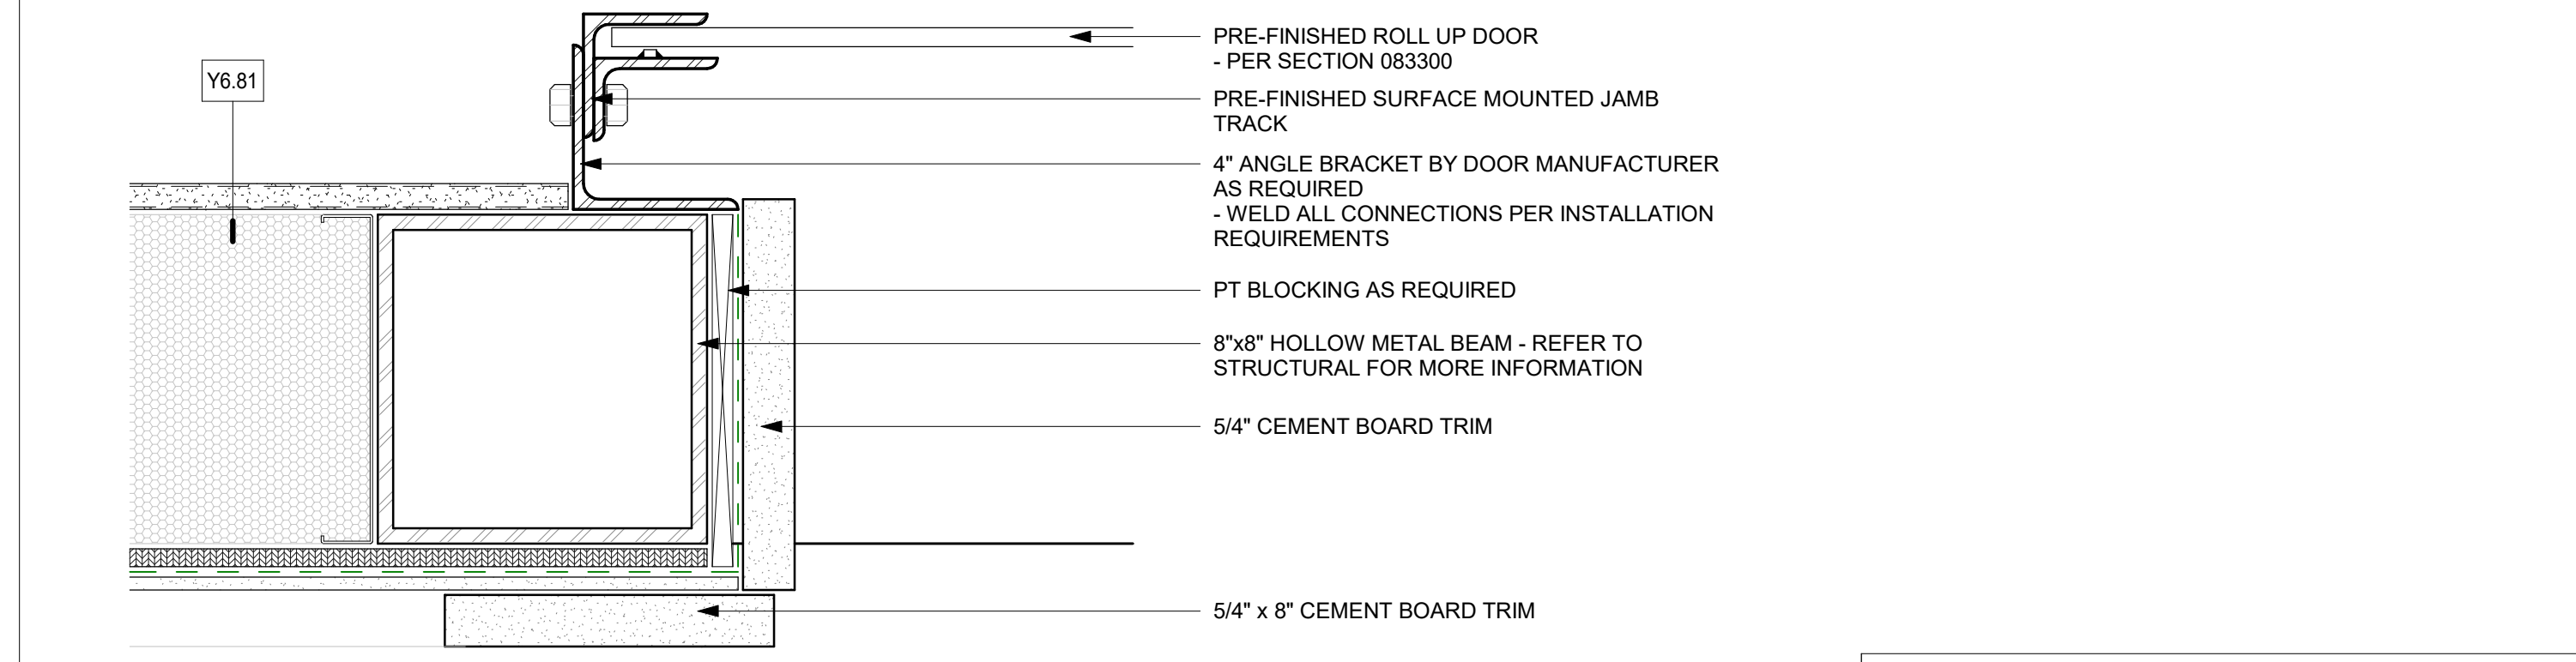 Y6.81
PRE-FINISHED ROLL UP DOOR
- PER SECTION 083300
PRE-FINISHED SURFACE MOUNTED JAMB
TRACK
4" ANGLE BRACKET BY DOOR MANUFACTURER
AS REQUIRED
- WELD ALL CONNECTIONS PER INSTALLATION
REQUIREMENTS
PT BLOCKING AS REQUIRED
8"x8" HOLLOW METAL BEAM - REFER TO
STRUCTURAL FOR MORE INFORMATION
5/4" CEMENT BOARD TRIM
5/4" x 8" CEMENT BOARD TRIM